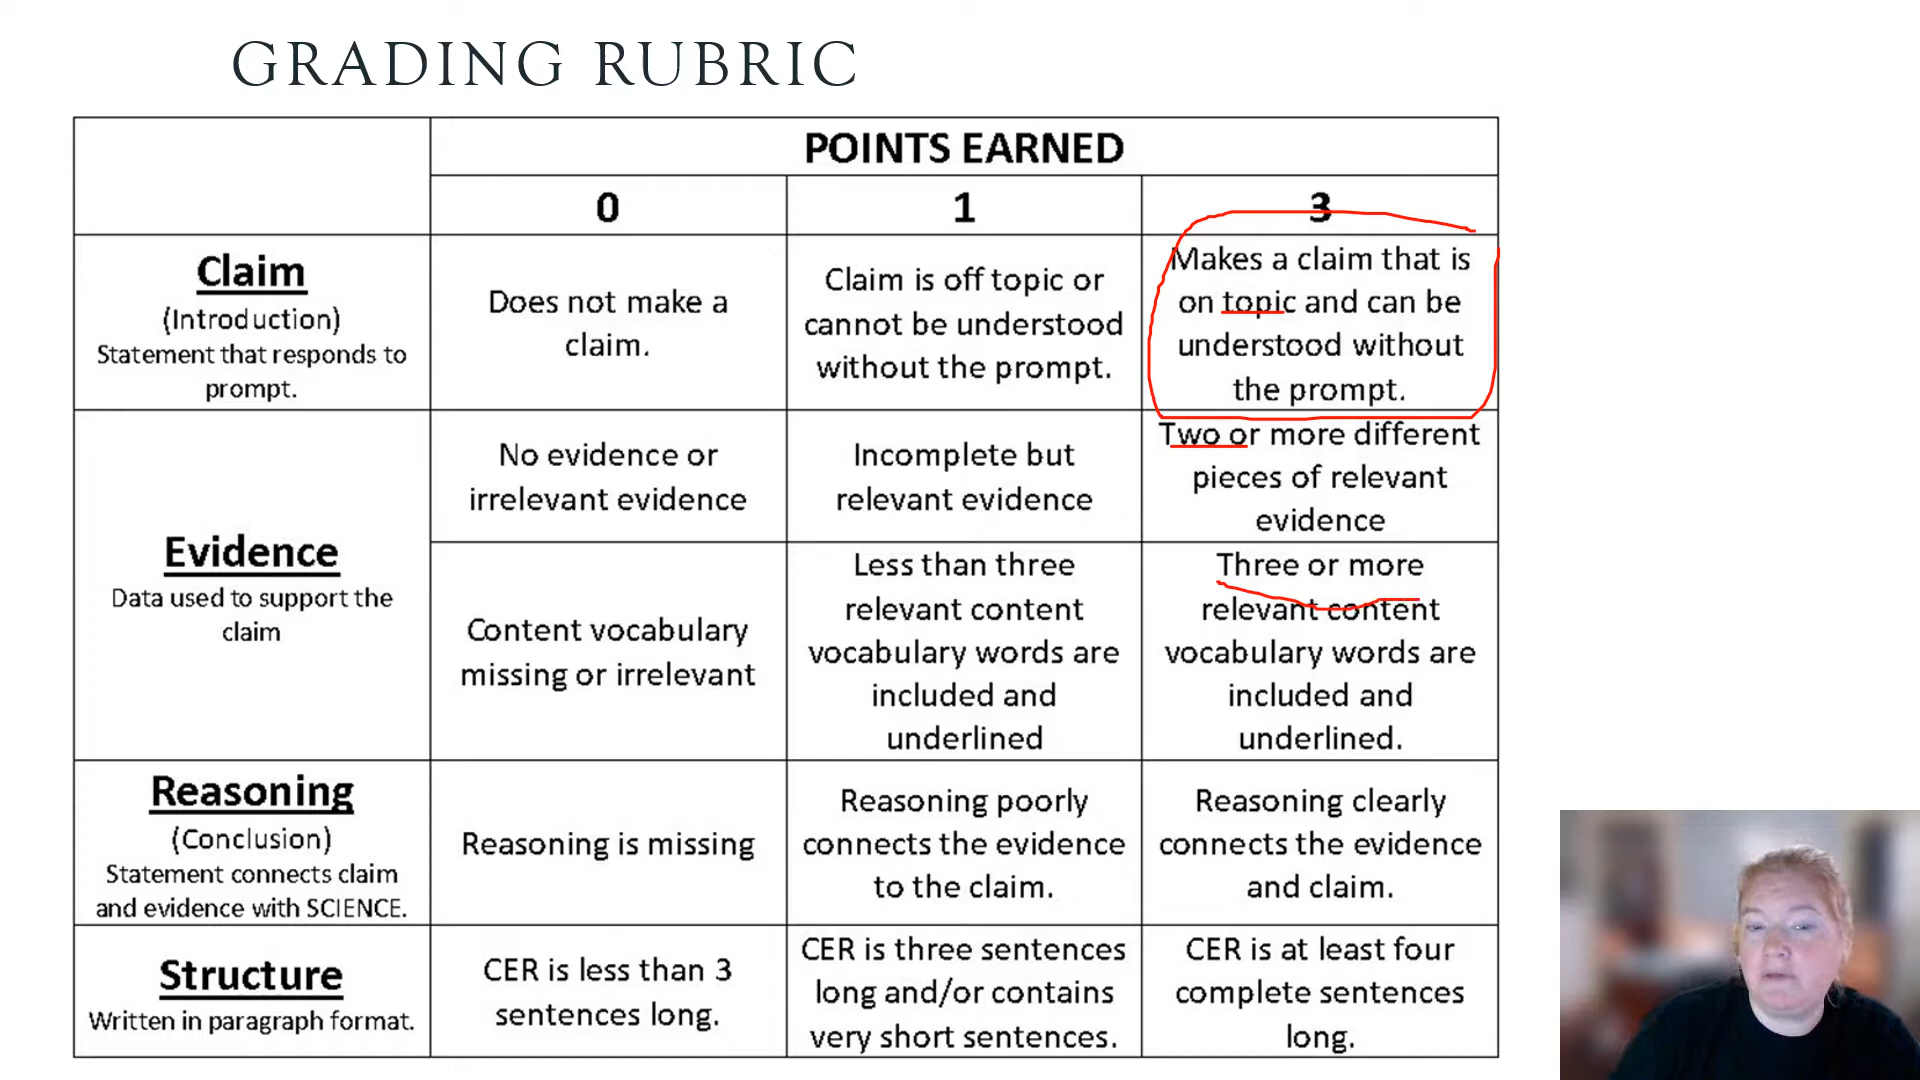 GRADING RUBRIC
POINTS EARNED
0
1
3
Claim
(Introduction)
Statement that responds to
prompt.
Does not make a
claim.
Claim is off topic or
cannot be understood
without the prompt.
Makes a claim that is
on topic and can be
understood without
the prompt.
Evidence
Data used to support the
claim
No evidence or
irrelevant evidence
Incomplete but
relevant evidence
Two or more different
pieces of relevant
evidence
Content vocabulary
missing or irrelevant
Less than three
relevant content
vocabulary words are
included and
underlined
Three or more
relevant content
vocabulary words are
included and
underlined.
Reasoning
(Conclusion)
Statement connects claim
and evidence with SCIENCE.
Reasoning is missing
Reasoning poorly
connects the evidence
to the claim.
Reasoning clearly
connects the evidence
and claim.
Structure
Written in paragraph format.
CER is less than 3
sentences long.
CER is three sentences
long and/or contains
very short sentences.
CER is at least four
complete sentences
long.